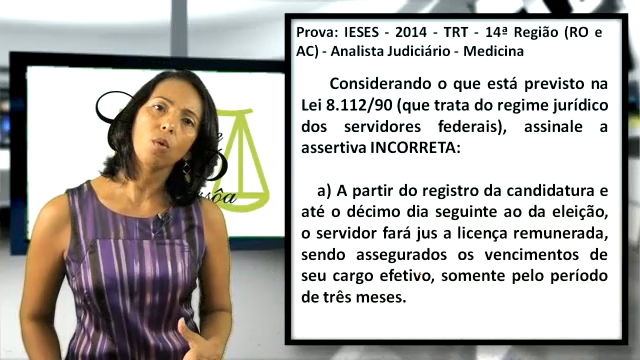 Prova: IESES - 2014 - TRT - 14ª Região (RO e
AC) - Analista Judiciário - Medicina
Considerando o que está previsto na
Lei 8.112/90 (que trata do regime jurídico
dos servidores federais), assinale a
assertiva INCORRETA:
a) A partir do registro da candidatura e
até o décimo dia seguinte ao da eleição,
o servidor fará jus a licença remunerada,
sendo assegurados os vencimentos de
seu cargo efetivo, somente pelo período
de três meses.